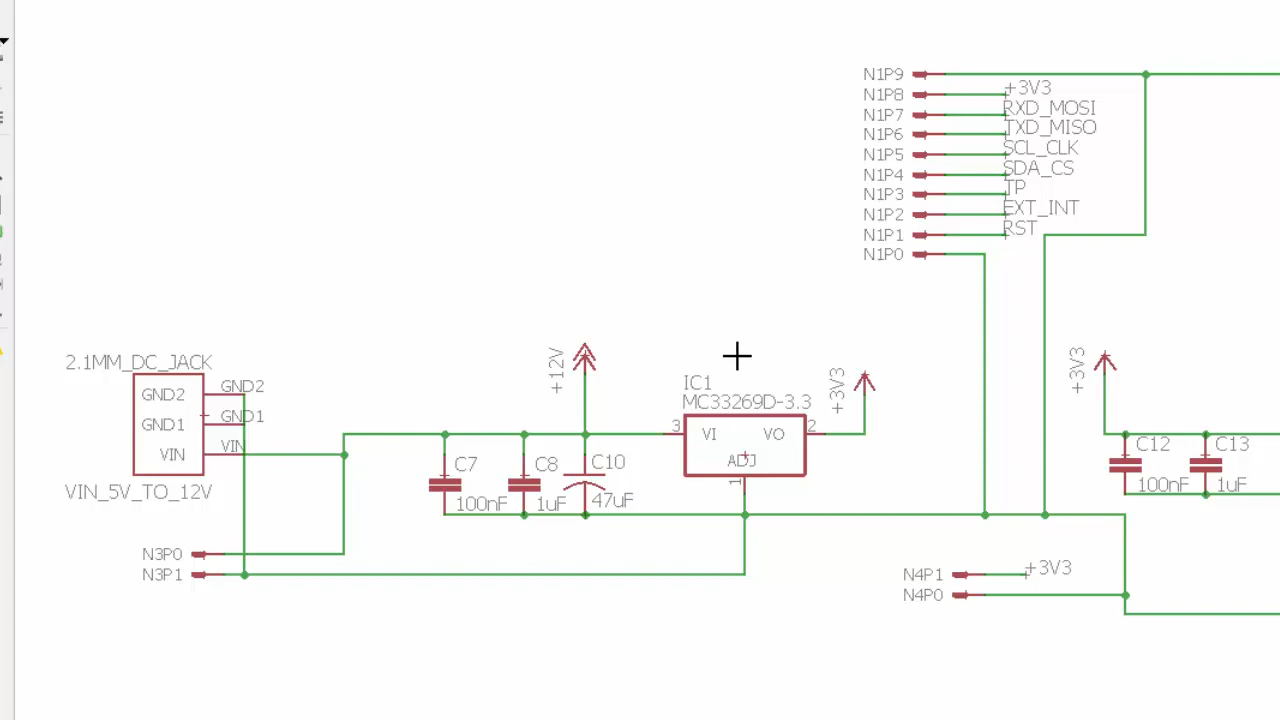 N1P9
N1P8 +3V3
N1P7 RXD_MOSI
N1P6 TXD_MISO
N1P5 SCL_CLK
N1P4 SDA_CS
N1P3 TP
N1P2 EXT_INT
N1P1 RST
N1P0
2.1MM_DC_JACK
GND2 GND2
GND1 GND1
VIN VIN
VIN_5V_TO_12V
N3P0
N3P1
+12V
C7
100nF
C8
1uF
C10
47uF
IC1
MC33269D-3.3
3 VI VO 2
ADJ
1
+3V3
+3V3
C12
100nF
C13
1uF
N4P1 +3V3
N4P0